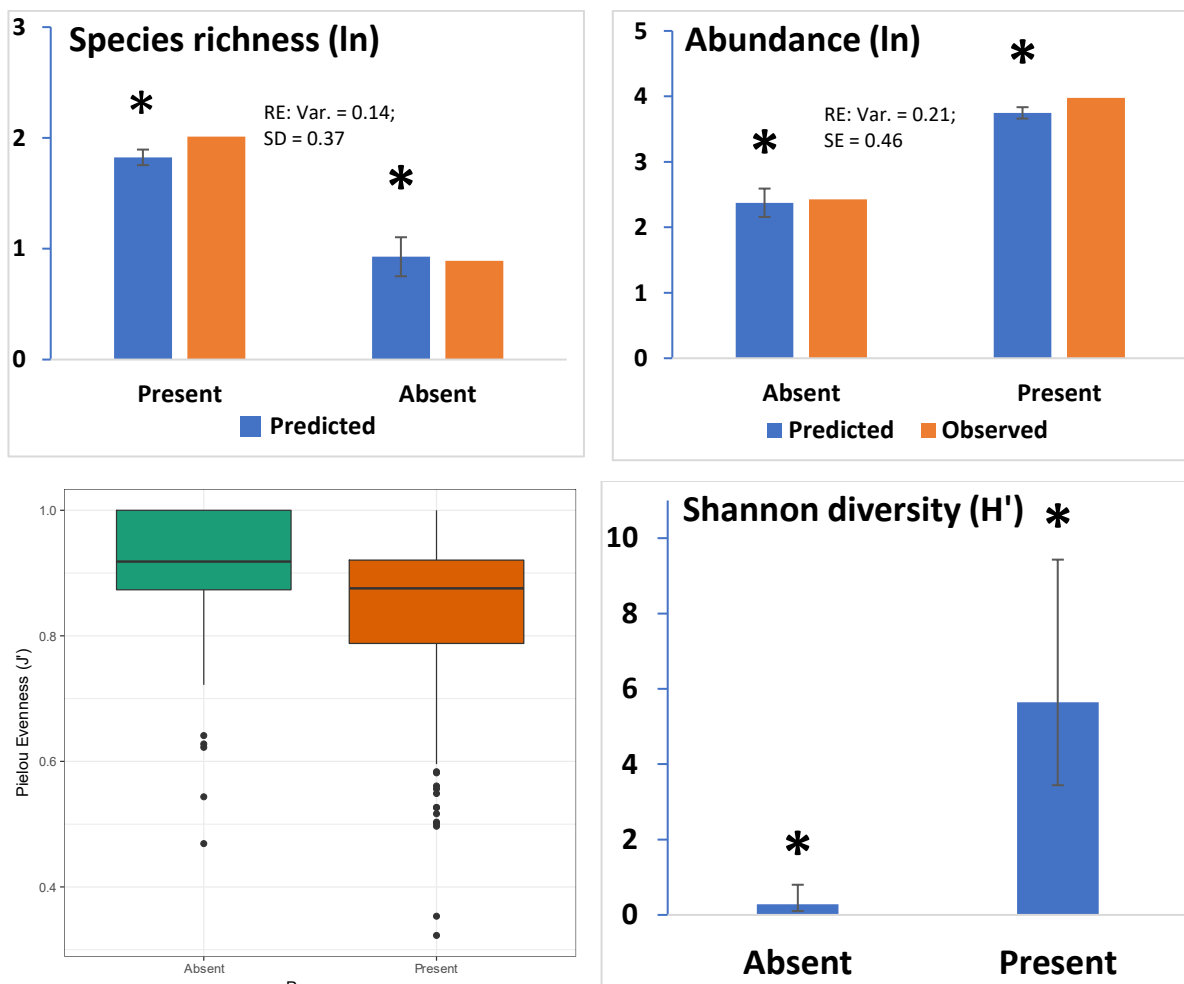 Species richness (ln)
3
2
1
0
*
RE: Var. = 0.14;
SD = 0.37
*
Present Absent
Predicted
Abundance (ln)
5
4
3
2
1
0
*
RE: Var. = 0.21;
SE = 0.46
*
Absent Present
Predicted Observed
Pielou Evenness (J')
1.0
0.8
0.6
0.4
Absent Present
Shannon diversity (H')
10
8
6
4
2
0
*
*
Absent Present